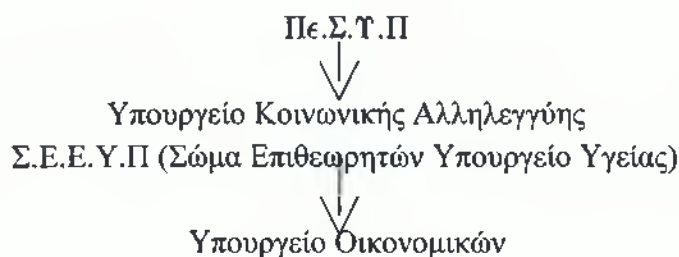 Πε.Σ.Υ.Π
Υπουργείο Κοινωνικής Αλληλεγγύης
Σ.Ε.Ε.Υ.Π (Σώμα Επιθεωρητών Υπουργείο Υγείας)
Υπουργείο Οικονομικών